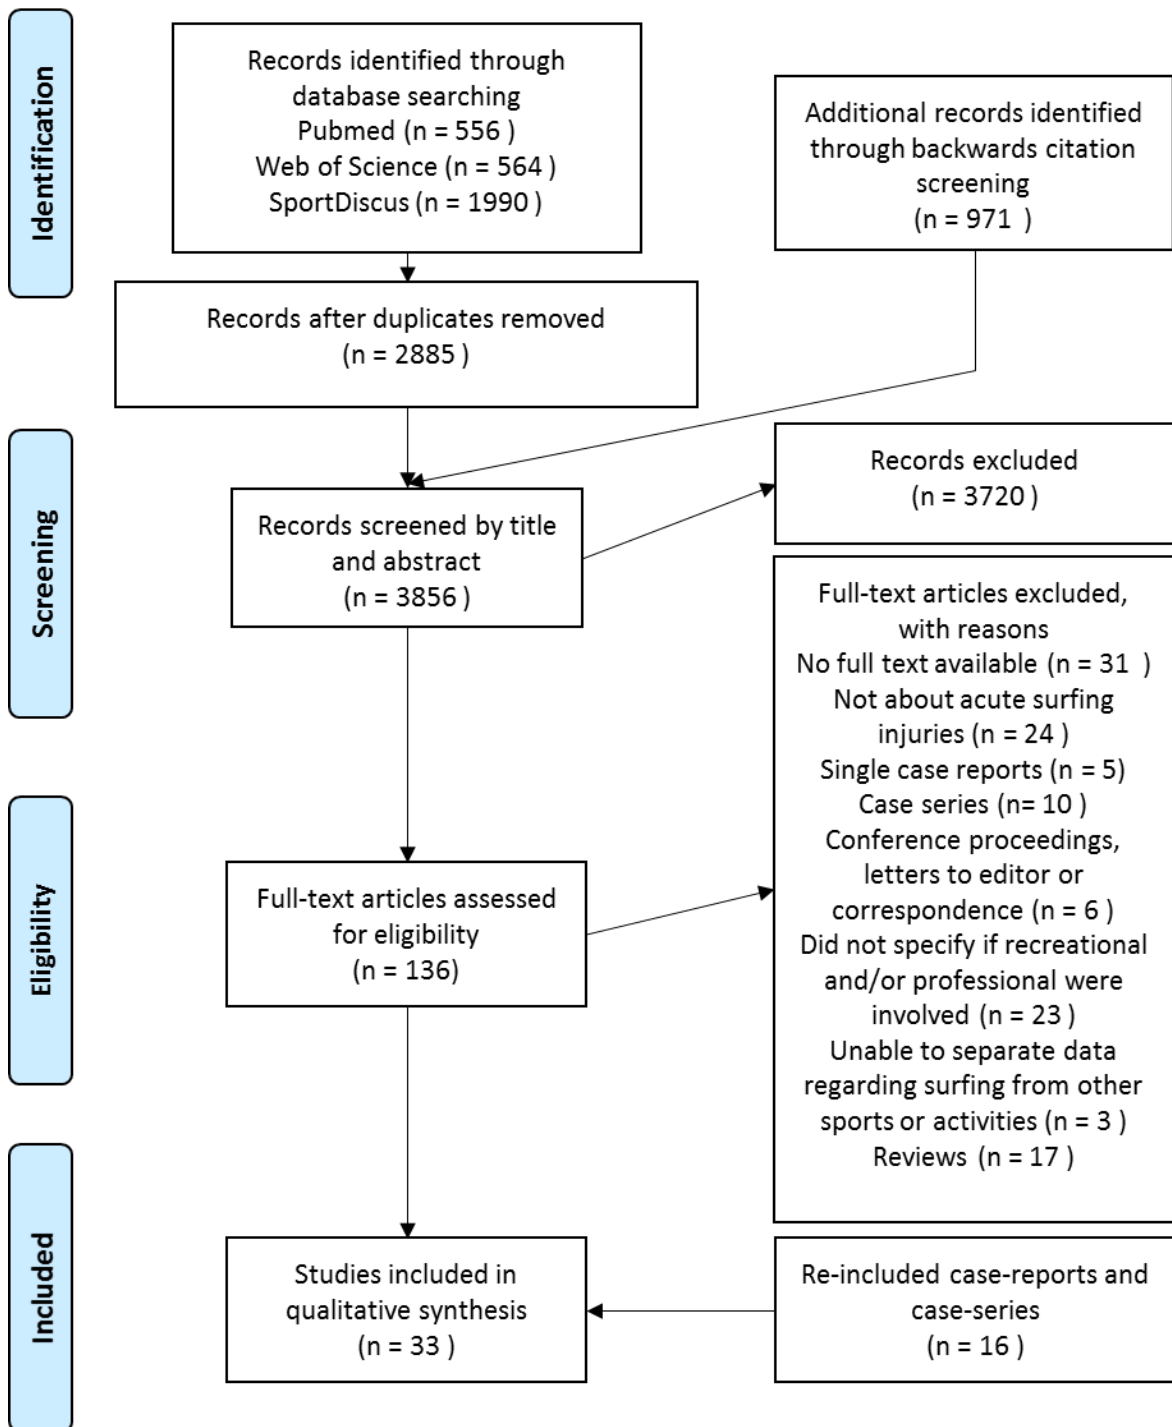 Identification
Records identified through
database searching
Pubmed (n = 556 )
Web of Science (n = 564 )
SportDiscus (n = 1990 )
Additional records identified
through backwards citation
screening
(n = 971 )
Records after duplicates removed
(n = 2885 )
Screening
Records screened by title
and abstract
(n = 3856 )
Records excluded
(n = 3720 )
Full-text articles excluded,
with reasons
No full text available (n = 31 )
Not about acute surfing
injuries (n = 24 )
Single case reports (n = 5)
Case series (n= 10 )
Conference proceedings,
letters to editor or
correspondence (n = 6 )
Did not specify if recreational
and/or professional were
involved (n = 23 )
Unable to separate data
regarding surfing from other
sports or activities (n = 3 )
Reviews (n = 17 )
Eligibility
Full-text articles assessed
for eligibility
(n = 136)
Included
Studies included in
qualitative synthesis
(n = 33 )
Re-included case-reports and
case-series
(n = 16 )